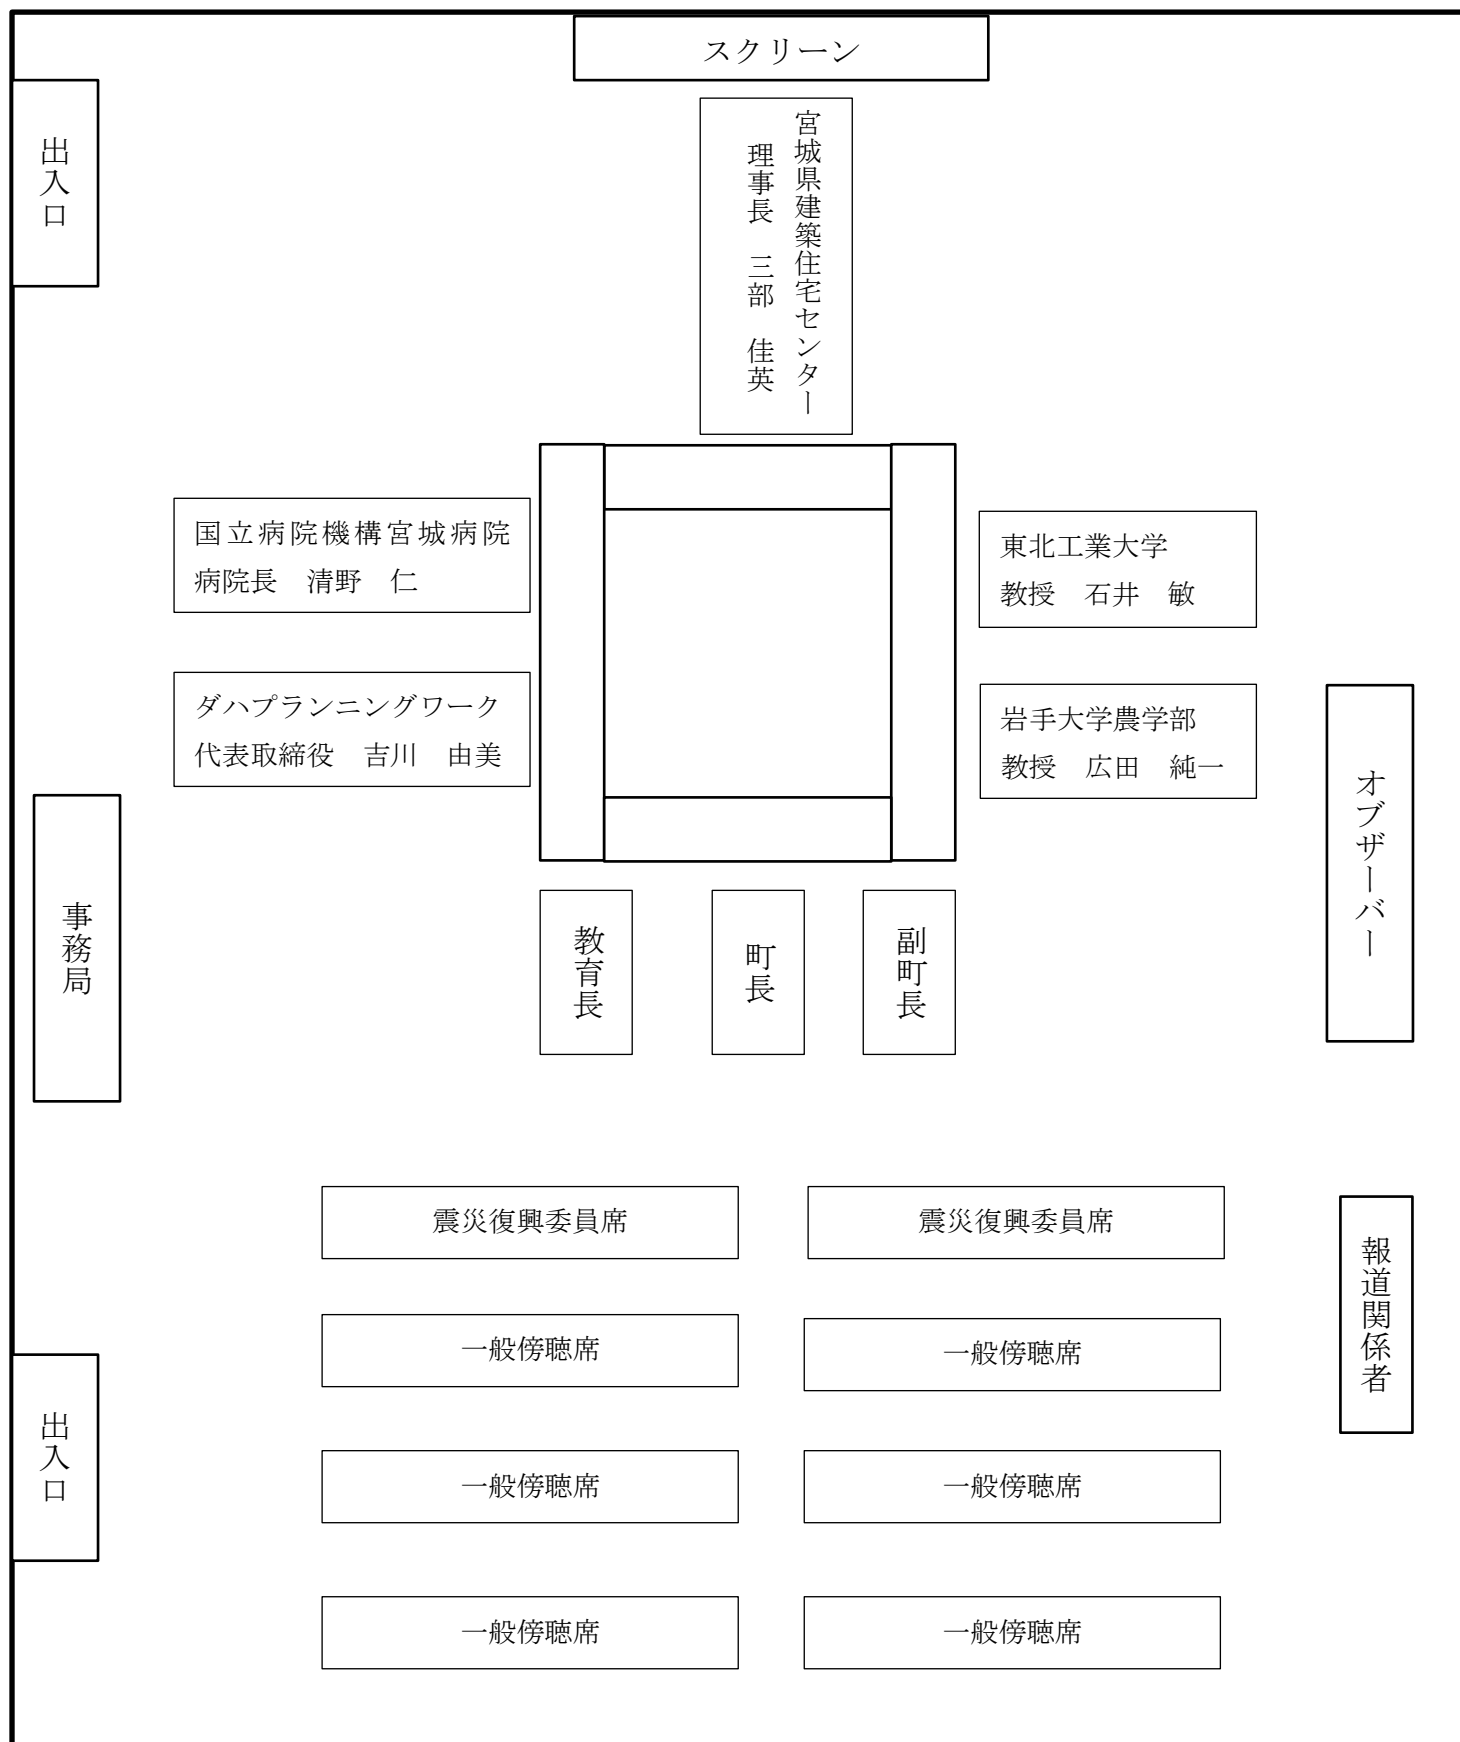 スクリーン
出入口
宮城県建築住宅センター
理事長　三部　佳英
国立病院機構宮城病院
病院長　清野　仁
東北工業大学
教授　石井　敏
ダハプランニングワーク
代表取締役　吉川　由美
岩手大学農学部
教授　広田　純一
オブザーバー
事務局
教育長
町長
副町長
震災復興委員席
震災復興委員席
報道関係者
一般傍聴席
一般傍聴席
出入口
一般傍聴席
一般傍聴席
一般傍聴席
一般傍聴席